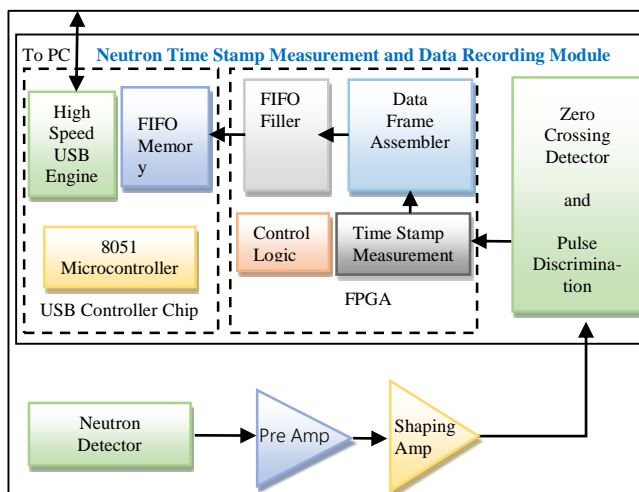 To PC
Neutron Time Stamp Measurement and Data Recording Module
High
Speed
USB
Engine
FIFO
Memor
y
FIFO
Filler
Data
Frame
Assembler
Zero
Crossing
Detector
and
Pulse
Discrimina-
tion
8051
Microcontroller
Control
Logic
Time Stamp
Measurement
USB Controller Chip
FPGA
Neutron
Detector
Pre Amp
Shaping
Amp